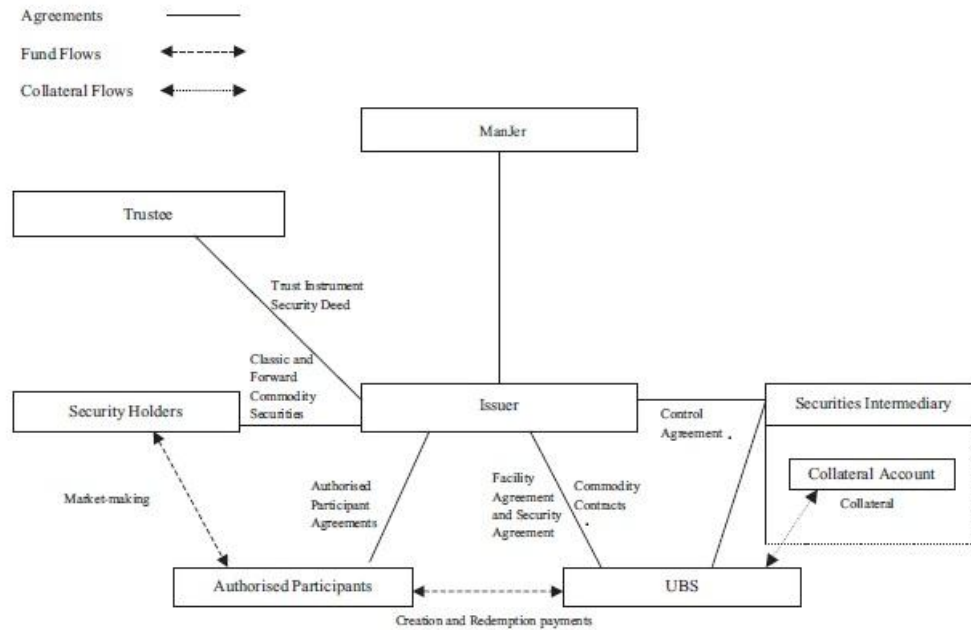 Agreements
Fund Flows
Collateral Flows
ManJer
Trustee
Trust Instrument
Security Deed
Classic and
Forward
Commodity
Securities
Security Holders
Issuer
Securities Intermediary
Control
Agreement
Collateral Account
Collateral
Market-making
Authorised
Participant
Agreements
Facility
Agreement
and Security
Agreement
Commodity
Contracts
Authorised Participants
UBS
Creation and Redemption payments